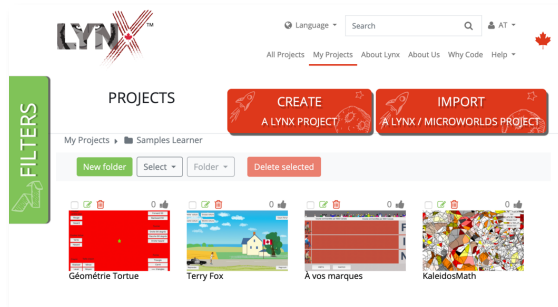 LYNX TM
Language
Search
AT
All Projects My Projects About Lynx About Us Why Code Help
FILTERS
PROJECTS
CREATE
A LYNX PROJECT
IMPORT
A LYNX / MICROWORLDS PROJECT
My Projects Samples Learner
New folder Select Folder Delete selected
0 0 0 0
Géométrie Tortue Terry Fox À vos marques KaleidosMath